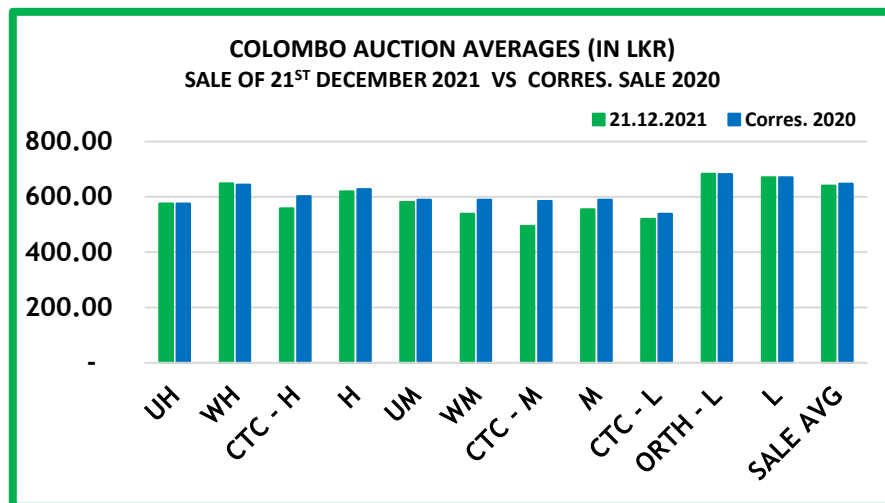 COLOMBO AUCTION AVERAGES (IN LKR)
SALE OF 21ST DECEMBER 2021 VS CORRES. SALE 2020
21.12.2021 Corres. 2020
800.00
600.00
400.00
200.00
-
UH
WH
CTC - H
H
UM
WM
CTC - M
M
CTC - L
ORTH - L
L
SALE AVG